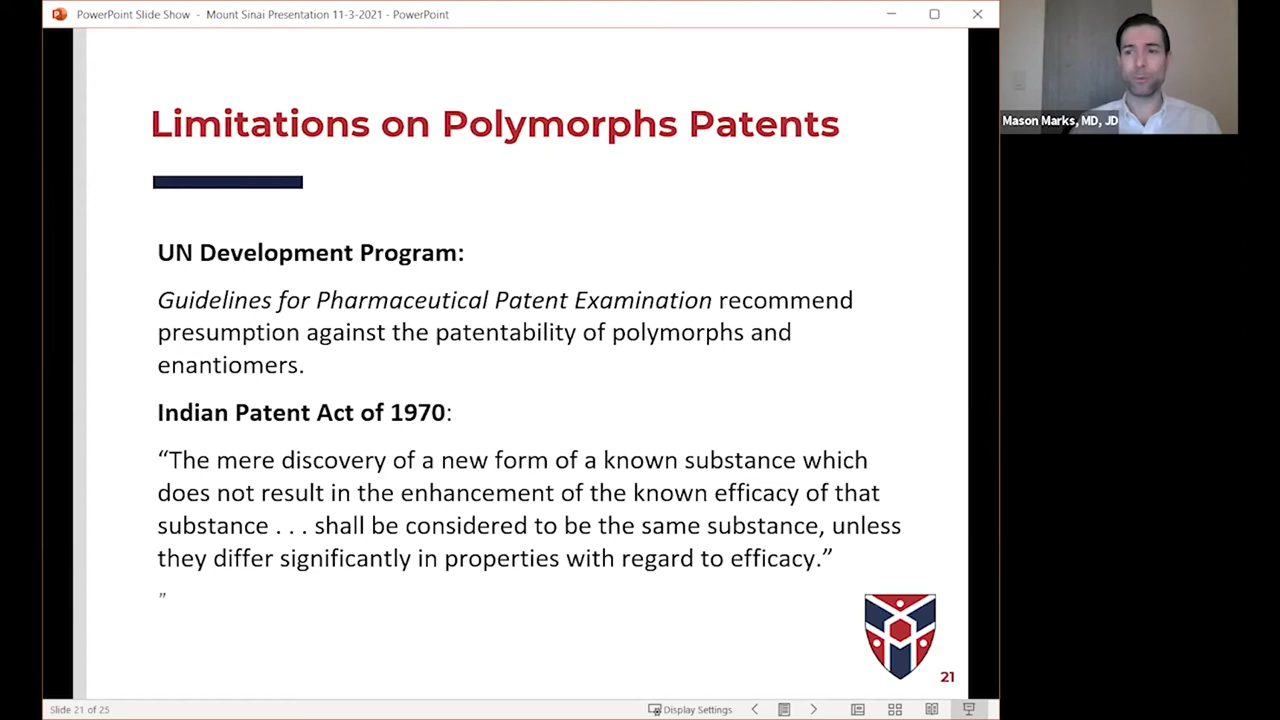 PowerPoint Slide Show - Mount Sinai Presentation 11-3-2021 - PowerPoint
Mason Marks, MD, JD
Limitations on Polymorphs Patents
UN Development Program:
Guidelines for Pharmaceutical Patent Examination recommend
presumption against the patentability of polymorphs and
enantiomers.
Indian Patent Act of 1970:
“The mere discovery of a new form of a known substance which
does not result in the enhancement of the known efficacy of that
substance . . . shall be considered to be the same substance, unless
they differ significantly in properties with regard to efficacy.”
”
21
Slide 21 of 25
Display Settings